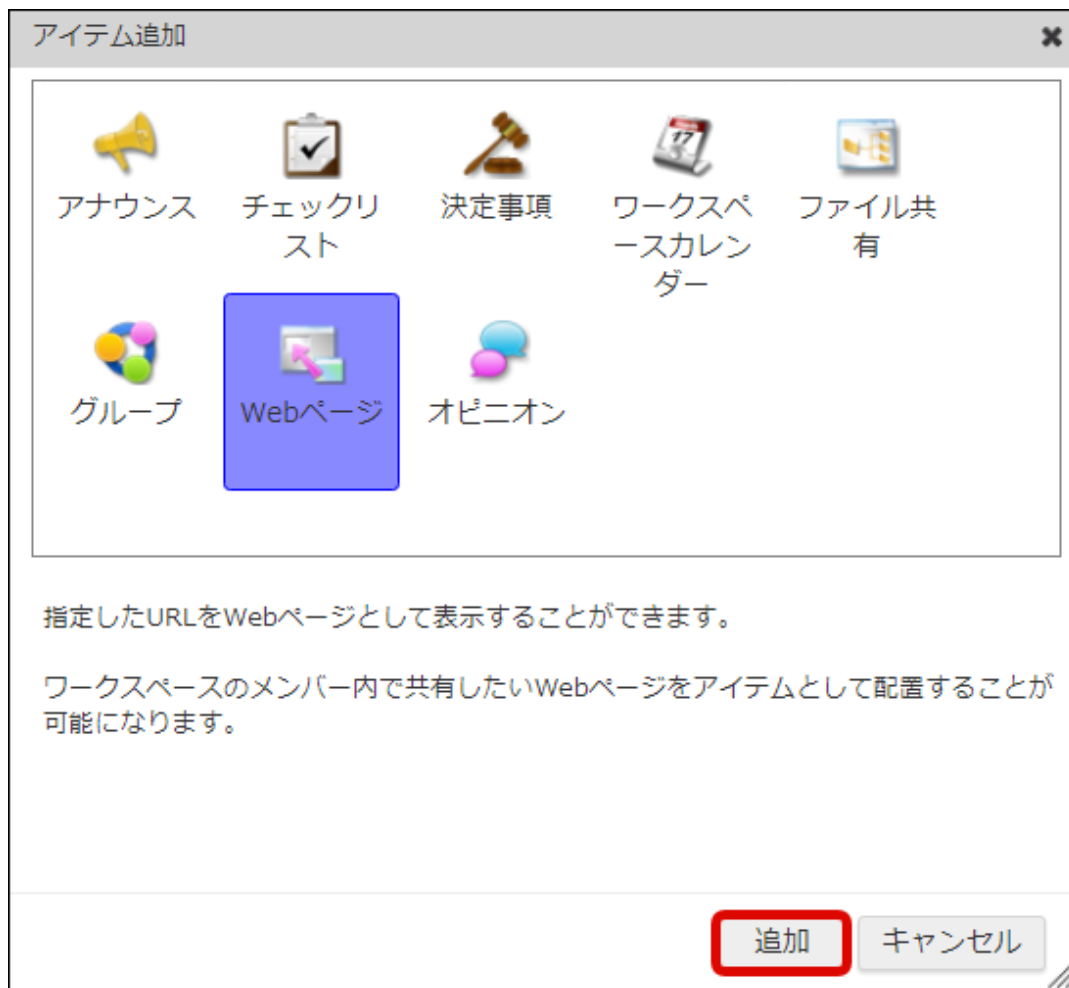 アイテム追加
アナウンス
チェックリ
スト
決定事項
ワークスペ
ースカレン
ダー
ファイル共
有
グループ
Webページ
オピニオン
指定したURLをWebページとして表示することができます。
ワークスペースのメンバー内で共有したいWebページをアイテムとして配置することが
可能になります。
追加
キャンセル